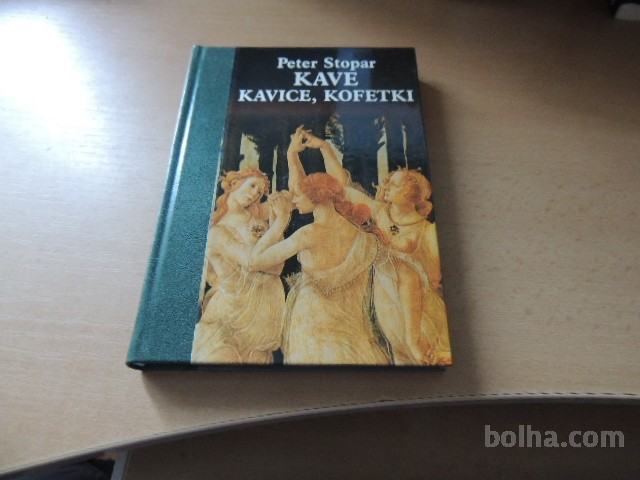 Peter Stopar
KAVE
KAVICE, KOFETKI
bolha.com